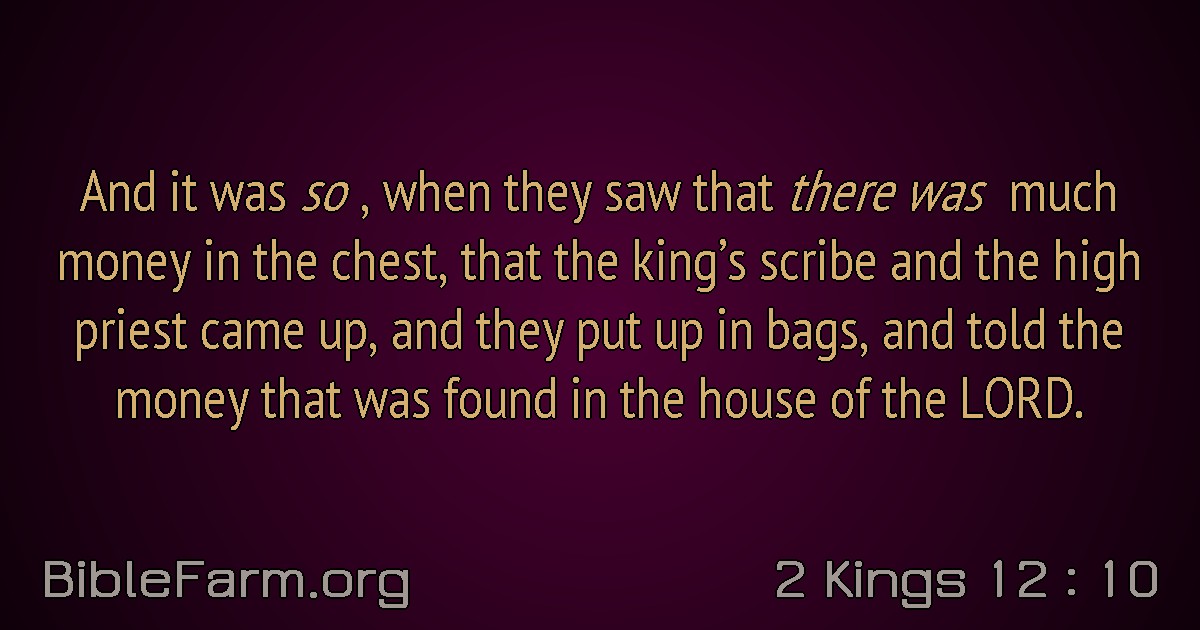 And it was so , when they saw that there was  much
money in the chest, that the king’s scribe and the high
priest came up, and they put up in bags, and told the
money that was found in the house of the LORD.
BibleFarm.org
2 Kings 12 : 10